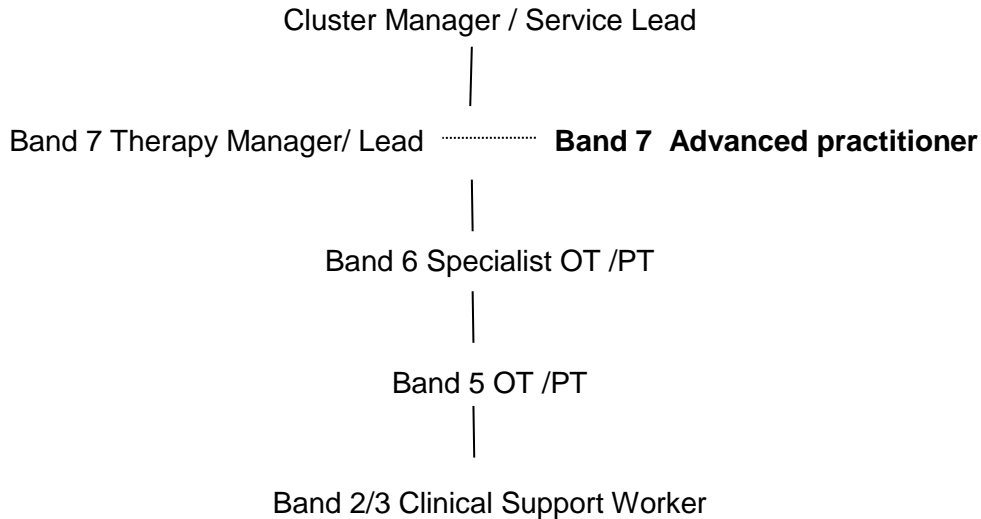 Cluster Manager / Service Lead
Band 7 Therapy Manager/ Lead Band 7 Advanced practitioner
Band 6 Specialist OT /PT
Band 5 OT /PT
Band 2/3 Clinical Support Worker